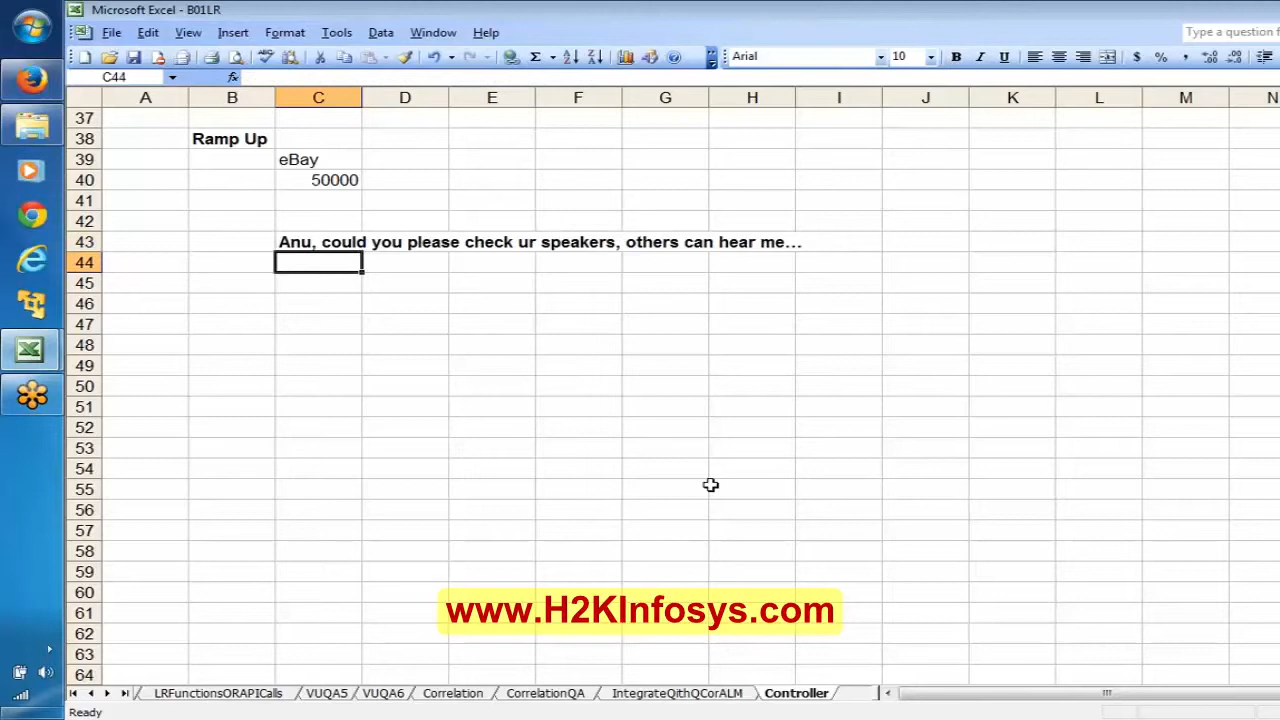 Microsoft Excel - B01LR
File Edit View Insert Format Tools Data Window Help
Type a question f
Arial 10 B I U $ % , 
C44 fx
A B C D E F G H I J K L M N
37
38 Ramp Up
39 eBay
40 50000
41
42
43 Anu, could you please check ur speakers, others can hear me...
44
45
46
47
48
49
50
51
52
53
54
55
56
57
58
59
60
www.H2KInfosys.com
61
62
63
64
LRFunctionsORAPICalls VUQA5 VUQA6 Correlation CorrelationQA IntegrateQithQCorALM Controller
Ready